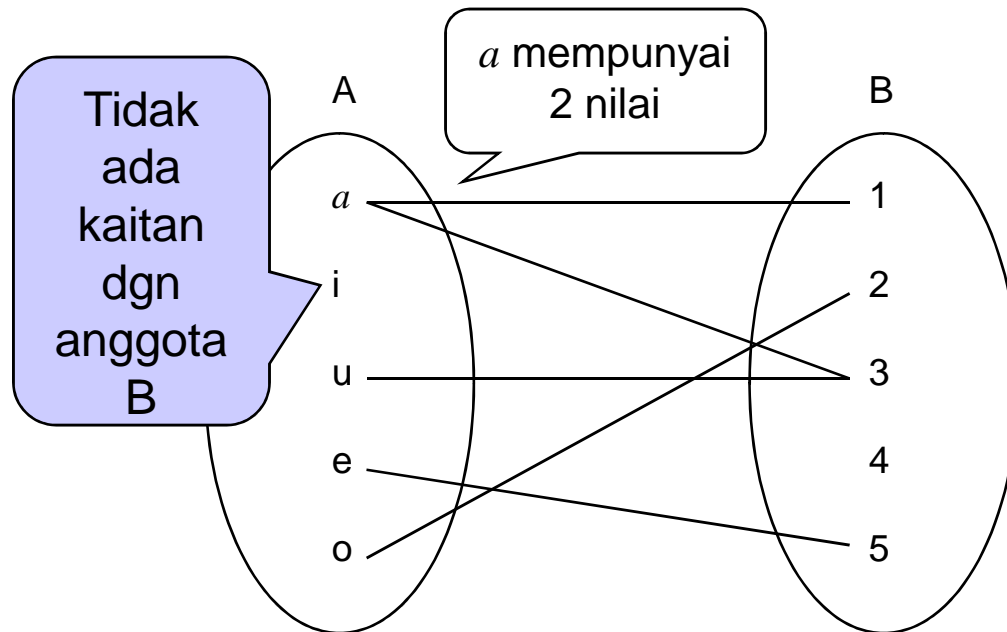 Tidak
ada
kaitan
dgn
anggota
B
a mempunyai
2 nilai
A
B
a
1
i
2
u
3
e
4
o
5